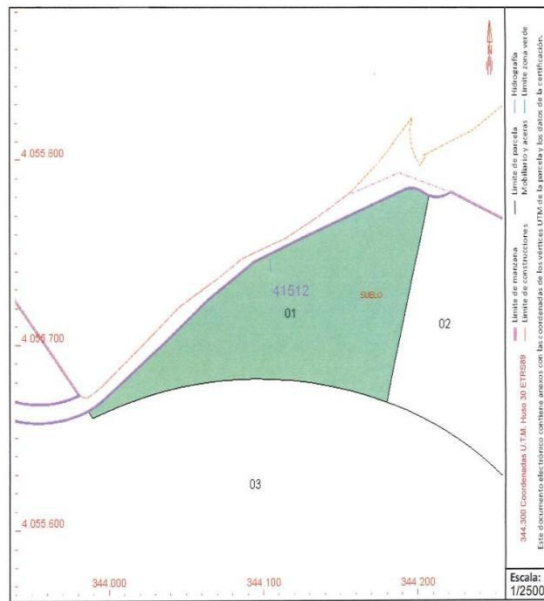 4.055.800
41512
01
SUELO
4.055.700
02
03
4.055.600
344.000
344.100
344.200
Límite de manzana
Límite de parcela
Hidrografía
Límite de construcciones
Mobiliario y aceras
Límite zona verde
344.300 Coordenadas U.T.M. Huso 30 ETRS89
Este documento electrónico contiene anexos con las coordenadas de los vértices UTM de la parcela y los datos de la certificación.
Escala:
1/2500